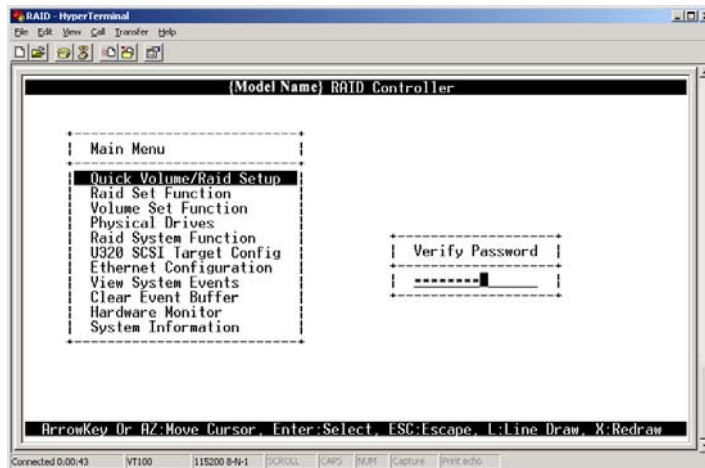 RAID - HyperTerminal
File Edit View Call Transfer Help
{Model Name} RAID Controller
Main Menu
Quick Volume/Raid Setup
Raid Set Function
Volume Set Function
Physical Drives
Raid System Function
U320 SCSI Target Config
Ethernet Configuration
View System Events
Clear Event Buffer
Hardware Monitor
System Information
Verify Password
********
ArrowKey Or AZ:Move Cursor, Enter:Select, ESC:Escape, L:Line Draw, X:Redraw
Connected 0:00:43 VT100 115200 8-N-1 SCROLL CAPS NUM Capture Print echo